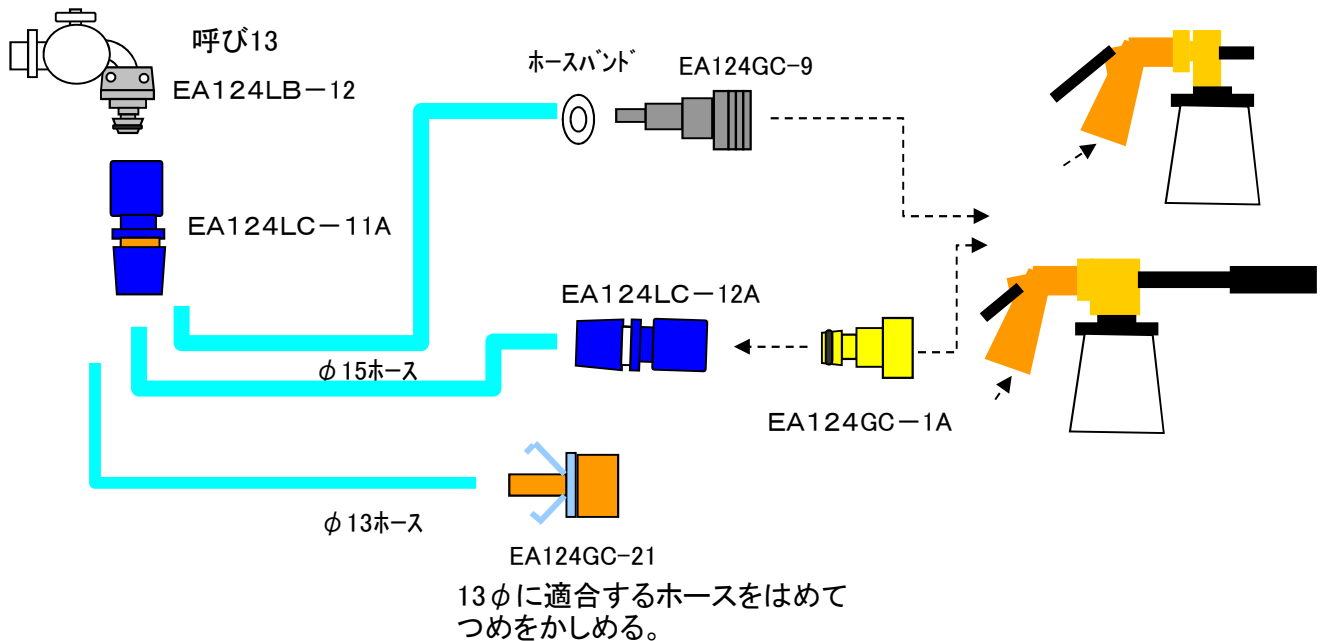 呼び13
EA124LB－12
ﾎｰｽﾊﾞﾝﾄﾞ
EA124GC-9
EA124LC－11A
EA124LC－12A
φ15ﾎｰｽ
EA124GC－1A
φ13ﾎｰｽ
EA124GC-21
13φに適合するホースをはめて
つめをかしめる。